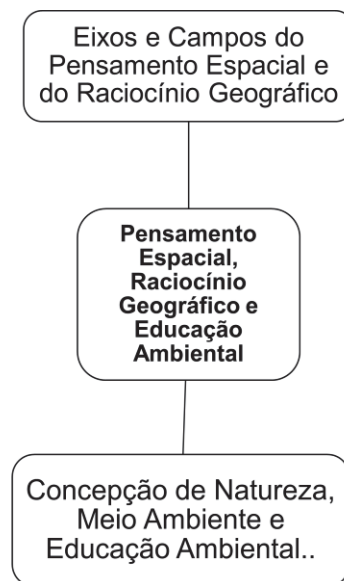 Eixos e Campos do
Pensamento Espacial e
do Raciocínio Geográfico
Pensamento
Espacial,
Raciocínio
Geográfico e
Educação
Ambiental
Concepção de Natureza,
Meio Ambiente e
Educação Ambiental..